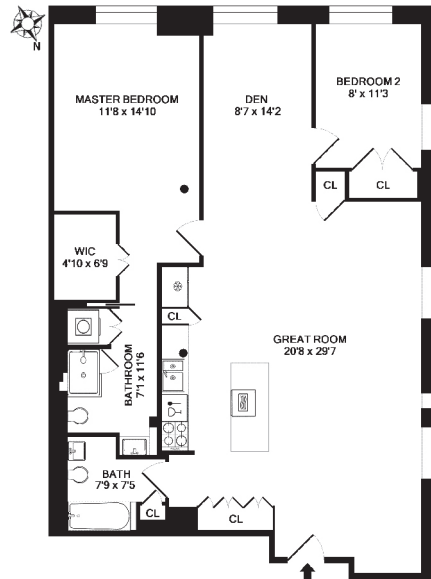 N
MASTER BEDROOM
11'8 x 14'10
DEN
8'7 x 14'2
BEDROOM 2
8' x 11'3
CL
CL
WIC
4'10 x 6'9
CL
GREAT ROOM
20'8 x 29'7
BATHROOM
7'1 x 11'6
BATH
7'9 x 7'5
CL
CL